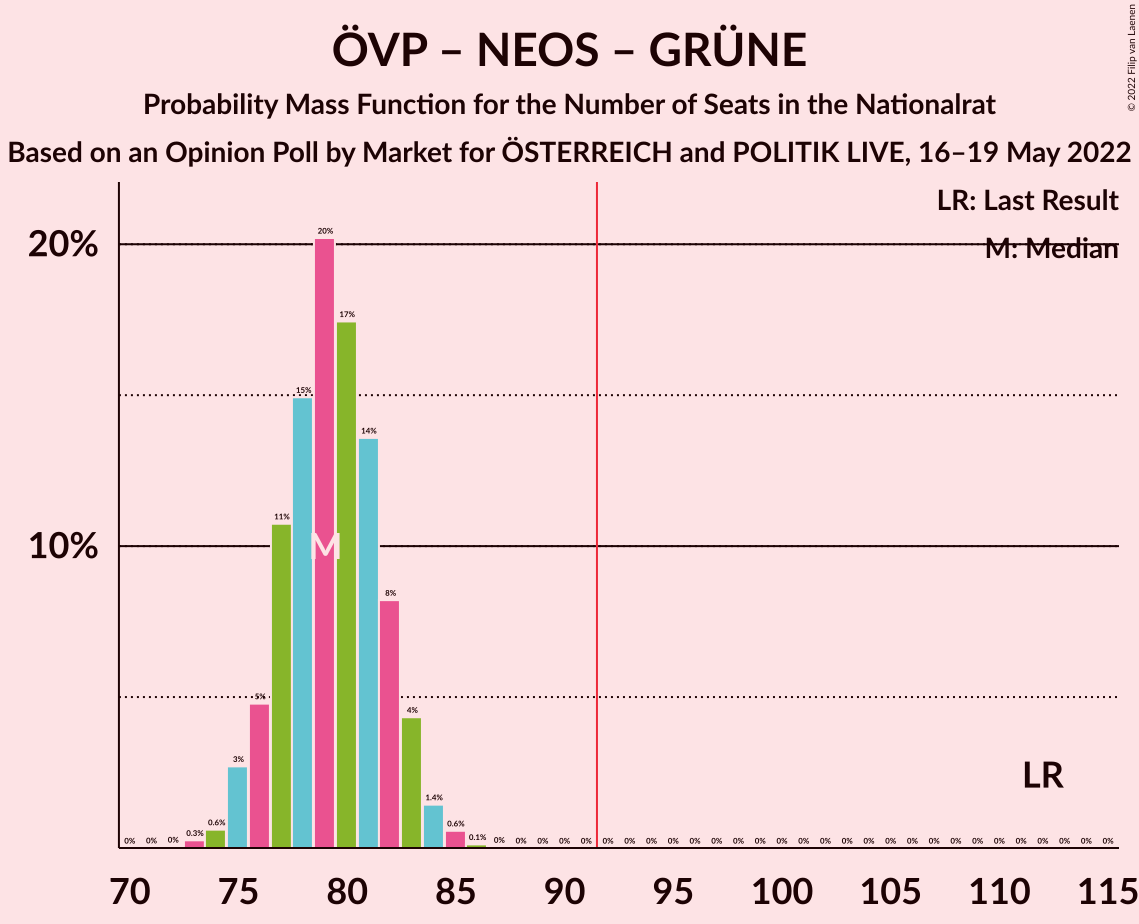 ÖVP – NEOS – GRÜNE
Probability Mass Function for the Number of Seats in the Nationalrat
Based on an Opinion Poll by Market for ÖSTERREICH and POLITIK LIVE, 16–19 May 2022
© 2022 Filip van Laenen
LR: Last Result
M: Median
20%
10%
0% 0% 0% 0.3% 0.6% 3% 5% 11% 15% 20% 17% 14% 8% 4% 1.4% 0.6% 0.1% 0% 0% 0% 0% 0% 0% 0% 0% 0% 0% 0% 0% 0% 0% 0% 0% 0% 0% 0% 0% 0% 0% 0% 0% 0% 0% 0% 0% 0%
M
LR
70 75 80 85 90 95 100 105 110 115